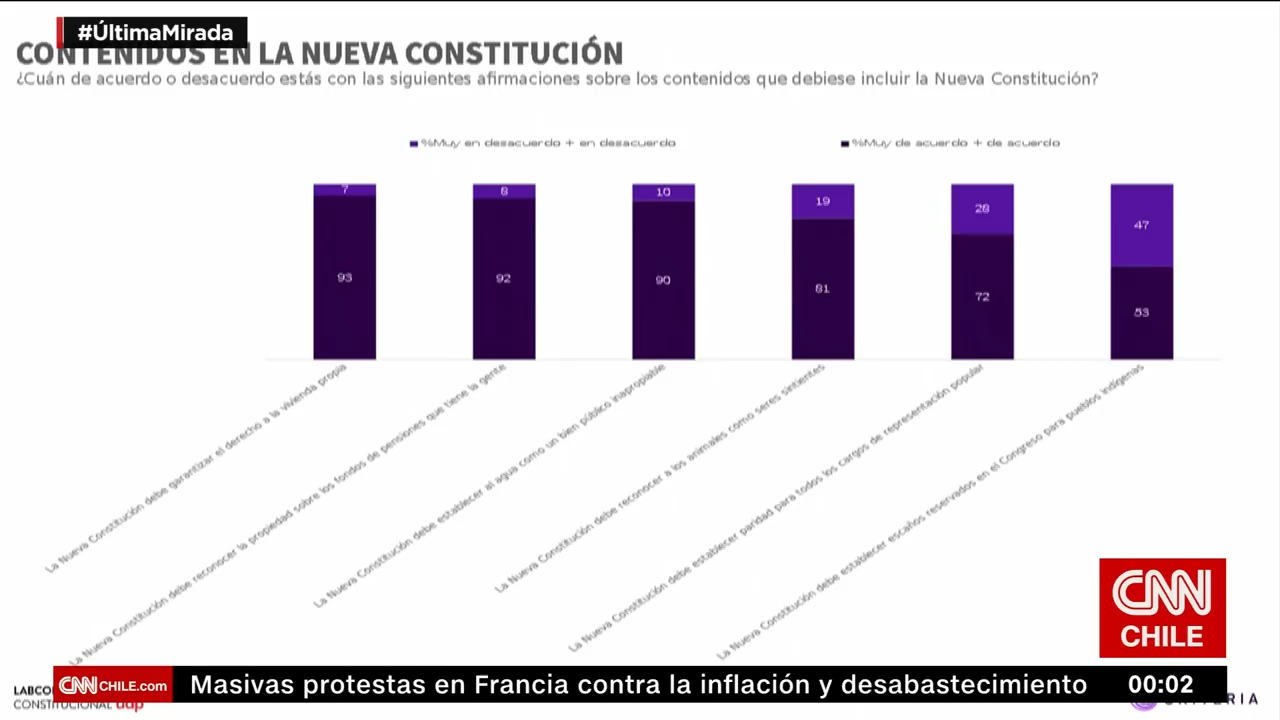 #ÚltimaMirada
CONTENIDOS EN LA NUEVA CONSTITUCIÓN
¿Cuán de acuerdo o desacuerdo estás con las siguientes afirmaciones sobre los contenidos que debiese incluir la Nueva Constitución?
%Muy en desacuerdo + en desacuerdo
%Muy de acuerdo + de acuerdo
7
8
10
19
28
47
93
92
90
81
72
53
La Nueva Constitución debe garantizar el derecho a la vivienda propia
La Nueva Constitución debe reconocer la propiedad sobre los fondos de pensiones que tiene la gente
La Nueva Constitución debe establecer al agua como un bien público inapropiable
La Nueva Constitución debe reconocer a los animales como seres sintientes
La Nueva Constitución debe establecer paridad para todos los cargos de representación popular
La Nueva Constitución debe establecer escaños reservados en el Congreso para pueblos indígenas
CNN
CHILE
CNNCHILE.com
Masivas protestas en Francia contra la inflación y desabastecimiento
00:02
CONSTITUCIONAL udp